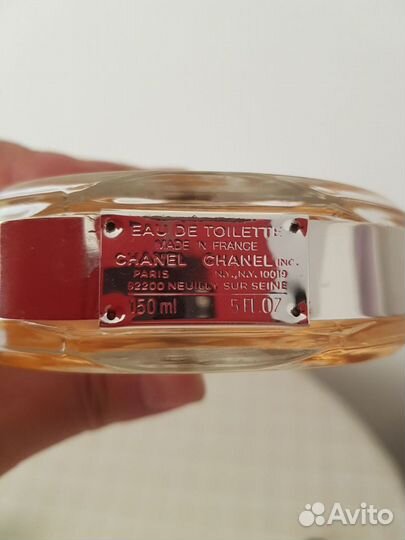 EAU DE TOILETTE
MADE IN FRANCE
CHANEL CHANEL INC.
PARIS N.Y., N.Y. 10019
92200 NEUILLY SUR SEINE
150 ml 5 FL.OZ
Avito